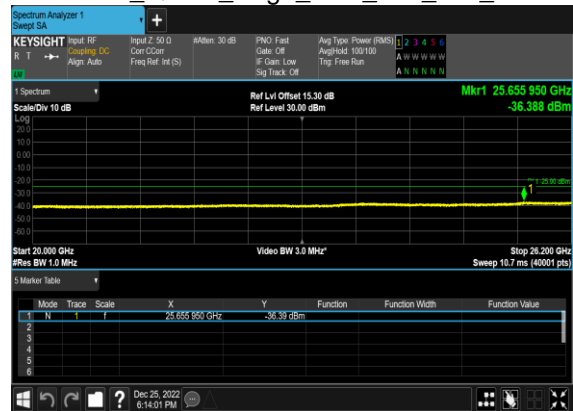 Spectrum Analyzer 1
Swept SA
+
KEYSIGHT Input: RF Input Z: 50 Ω #Atten: 30 dB PNO: Fast Avg Type: Power (RMS) 1 2 3 4 5 6
R T Coupling: DC Corr CCorr Gate: Off Avg|Hold: 100/100 A W W W W W
Align: Auto Freq Ref: Int (S) IF Gain: Low Trig: Free Run
LXI Sig Track: Off A N N N N N
1 Spectrum
Ref Lvl Offset 15.30 dB Mkr1 25.655 950 GHz
Scale/Div 10 dB Ref Level 30.00 dBm -36.388 dBm
Log
20.0
10.0
0.00
-10.0
-20.0
-25.00 dBm
-30.0 1
-40.0
-50.0
-60.0
Start 20.000 GHz Video BW 3.0 MHz* Stop 26.200 GHz
#Res BW 1.0 MHz Sweep 10.7 ms (40001 pts)
5 Marker Table
Mode Trace Scale X Y Function Function Width Function Value
1 N 1 f 25.655 950 GHz -36.39 dBm
2
3
4
5
6
? Dec 25, 2022
6:14:01 PM